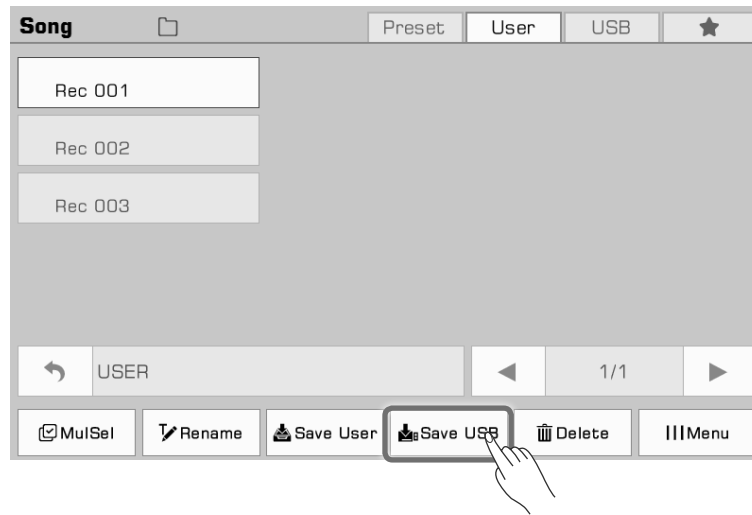 Song Preset User USB
Rec 001
Rec 002
Rec 003
USER 1/1
MulSel Rename Save User Save USB Delete Menu